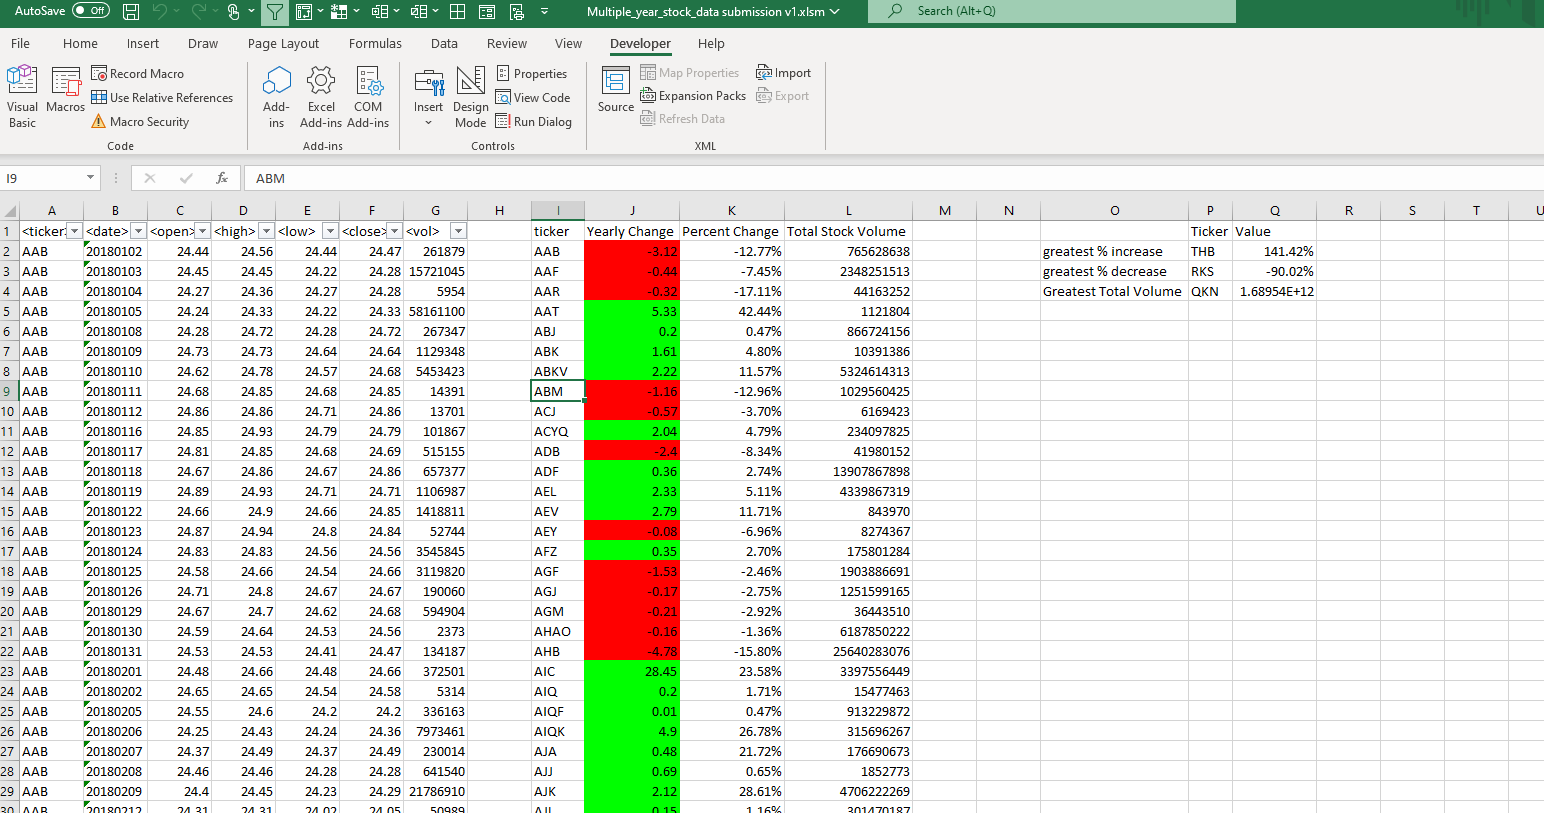 AutoSave Off Multiple_year_stock_data submission v1.xlsm Search (Alt+Q)
File Home Insert Draw Page Layout Formulas Data Review View Developer Help
Visual Basic
Macros
Record Macro
Use Relative References
Macro Security
Code
Add-ins
Excel Add-ins
COM Add-ins
Add-ins
Insert
Design Mode
Properties
View Code
Run Dialog
Controls
Source
Map Properties
Expansion Packs
Refresh Data
Import
Export
XML
I9 fx ABM
A B C D E F G H I J K L M N O P Q R S T U
1 <ticker> <date> <open> <high> <low> <close> <vol> ticker Yearly Change Percent Change Total Stock Volume Ticker Value
2 AAB 20180102 24.44 24.56 24.44 24.47 261879 AAB -3.12 -12.77% 765628638 greatest % increase THB 141.42%
3 AAB 20180103 24.45 24.45 24.22 24.28 15721045 AAF -0.44 -7.45% 2348251513 greatest % decrease RKS -90.02%
4 AAB 20180104 24.27 24.36 24.27 24.28 5954 AAR -0.32 -17.11% 44163252 Greatest Total Volume QKN 1.68954E+12
5 AAB 20180105 24.24 24.33 24.22 24.33 58161100 AAT 5.33 42.44% 1121804
6 AAB 20180108 24.28 24.72 24.28 24.72 267347 ABJ 0.2 0.47% 866724156
7 AAB 20180109 24.73 24.73 24.64 24.64 1129348 ABK 1.61 4.80% 10391386
8 AAB 20180110 24.62 24.78 24.57 24.68 5453423 ABKV 2.22 11.57% 5324614313
9 AAB 20180111 24.68 24.85 24.68 24.85 14391 ABM -1.16 -12.96% 1029560425
10 AAB 20180112 24.86 24.86 24.71 24.86 13701 ACJ -0.57 -3.70% 6169423
11 AAB 20180116 24.85 24.93 24.79 24.79 101867 ACYQ 2.04 4.79% 234097825
12 AAB 20180117 24.81 24.85 24.68 24.69 515155 ADB -2.4 -8.34% 41980152
13 AAB 20180118 24.67 24.86 24.67 24.86 657377 ADF 0.36 2.74% 13907867898
14 AAB 20180119 24.89 24.93 24.71 24.71 1106987 AEL 2.33 5.11% 4339867319
15 AAB 20180122 24.66 24.9 24.66 24.85 1418811 AEV 2.79 11.71% 843970
16 AAB 20180123 24.87 24.94 24.8 24.84 52744 AEY -0.08 -6.96% 8274367
17 AAB 20180124 24.83 24.83 24.56 24.56 3545845 AFZ 0.35 2.70% 175801284
18 AAB 20180125 24.58 24.66 24.54 24.66 3119820 AGF -1.53 -2.46% 1903886691
19 AAB 20180126 24.71 24.8 24.67 24.67 190060 AGJ -0.17 -2.75% 1251599165
20 AAB 20180129 24.67 24.7 24.62 24.68 594904 AGM -0.21 -2.92% 36443510
21 AAB 20180130 24.59 24.64 24.53 24.56 2373 AHAO -0.16 -1.36% 6187850222
22 AAB 20180131 24.53 24.53 24.41 24.47 134187 AHB -4.78 -15.80% 25640283076
23 AAB 20180201 24.48 24.66 24.48 24.66 372501 AIC 28.45 23.58% 3397556449
24 AAB 20180202 24.65 24.65 24.54 24.58 5314 AIQ 0.2 1.71% 15477463
25 AAB 20180205 24.55 24.6 24.2 24.2 336163 AIQF 0.01 0.47% 913229872
26 AAB 20180206 24.25 24.43 24.24 24.36 7973461 AIQK 4.9 26.78% 315696267
27 AAB 20180207 24.37 24.49 24.37 24.49 230014 AJA 0.48 21.72% 176690673
28 AAB 20180208 24.46 24.46 24.28 24.28 641540 AJJ 0.69 0.65% 1852773
29 AAB 20180209 24.4 24.45 24.23 24.29 21786910 AJK 2.12 28.61% 4706222269
30 AAB 20180212 24.31 24.31 24.02 24.05 50989 0.15 1.16% 301470187